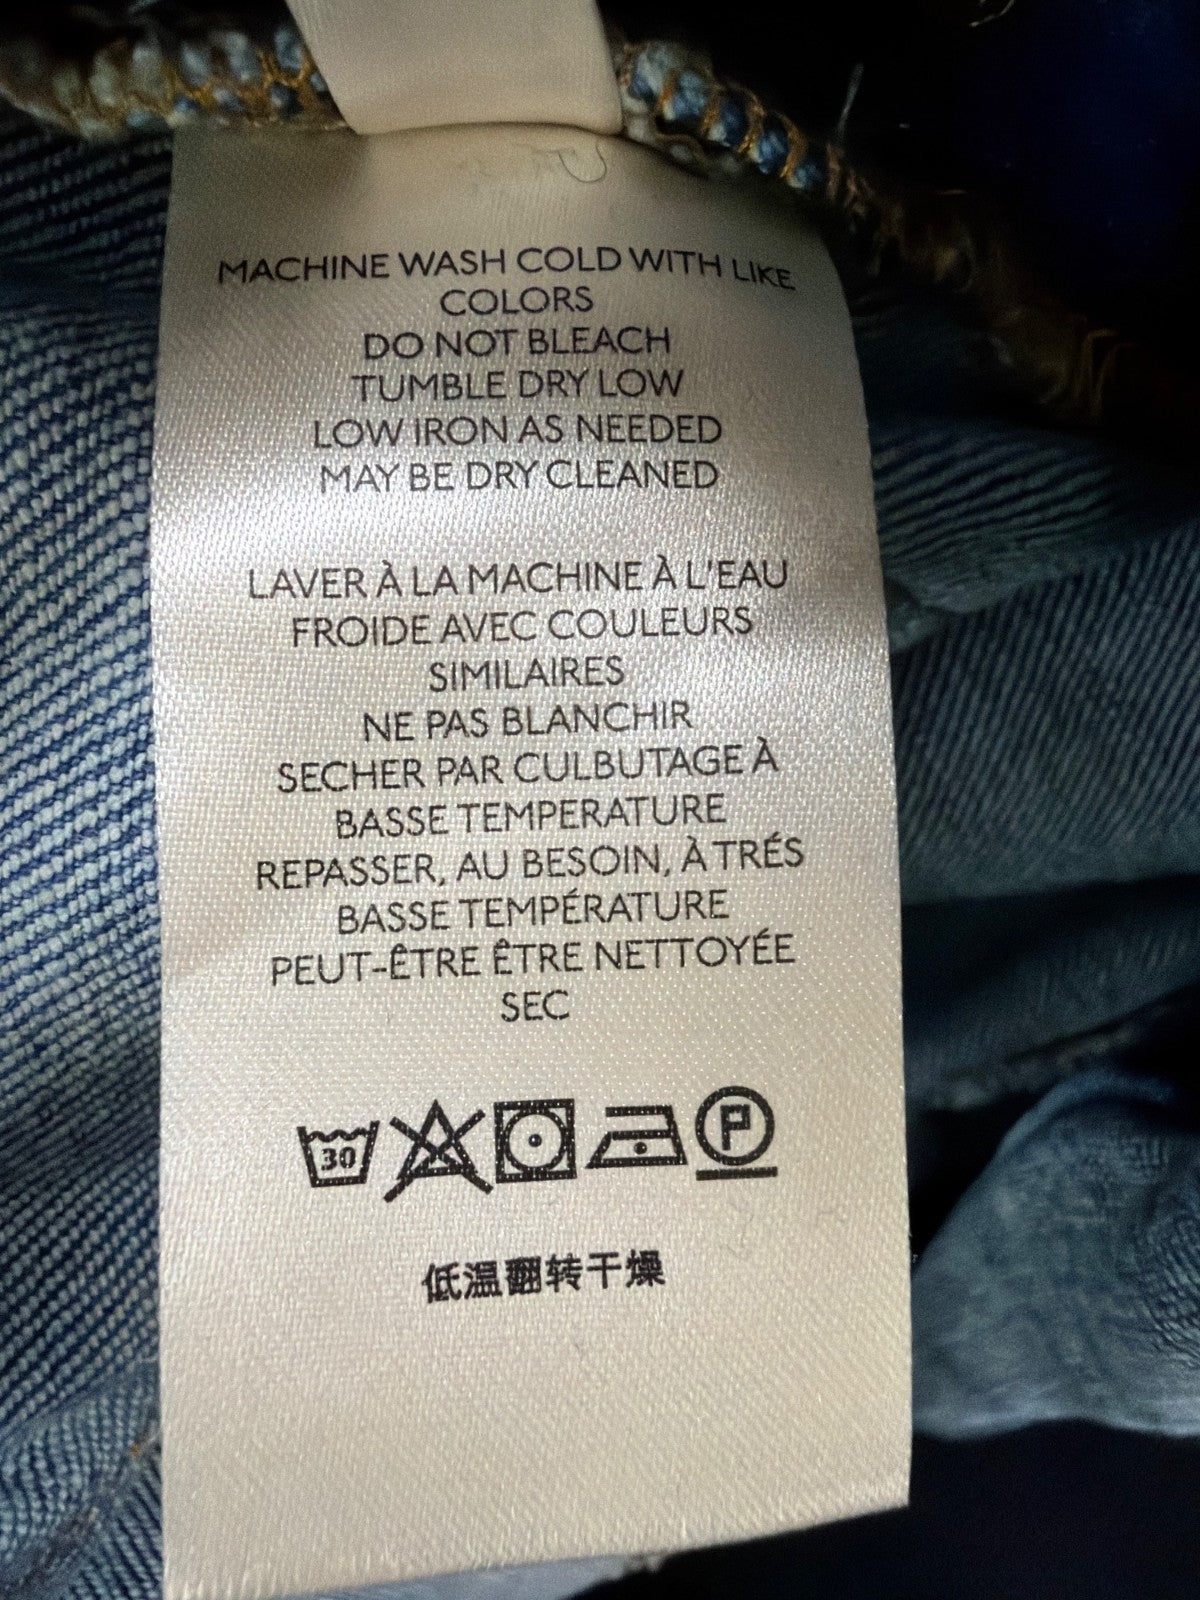 MACHINE WASH COLD WITH LIKE
COLORS
DO NOT BLEACH
TUMBLE DRY LOW
LOW IRON AS NEEDED
MAY BE DRY CLEANED
LAVER À LA MACHINE À L'EAU
FROIDE AVEC COULEURS
SIMILAIRES
NE PAS BLANCHIR
SECHER PAR CULBUTAGE À
BASSE TEMPERATURE
REPASSER, AU BESOIN, À TRÉS
BASSE TEMPÉRATURE
PEUT-ÊTRE ÊTRE NETTOYÉE
SEC
30 P
低温翻转干燥